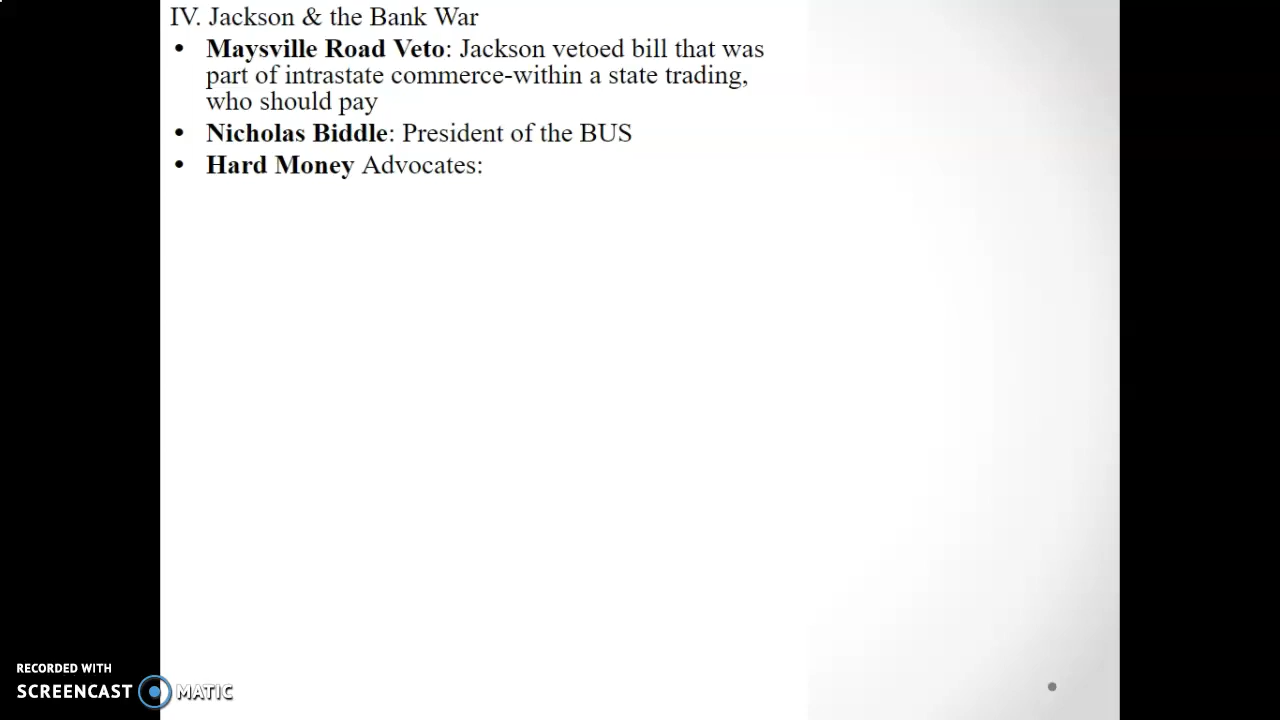 IV. Jackson & the Bank War
• Maysville Road Veto: Jackson vetoed bill that was
part of intrastate commerce-within a state trading,
who should pay
• Nicholas Biddle: President of the BUS
• Hard Money Advocates:
RECORDED WITH
SCREENCAST MATIC